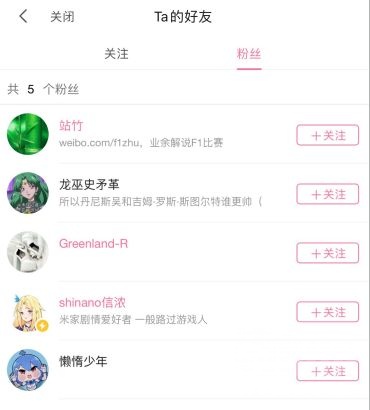 关闭 Ta的好友
关注 粉丝
共 5 个粉丝
站竹
weibo.com/f1zhu，业余解说F1比赛
＋关注
龙巫史矛革
所以丹尼斯吴和吉姆·罗斯·斯图尔特谁更帅（
＋关注
Greenland-R
＋关注
shinano信浓
米家剧情爱好者 一般路过游戏人
＋关注
懒惰少年
＋关注